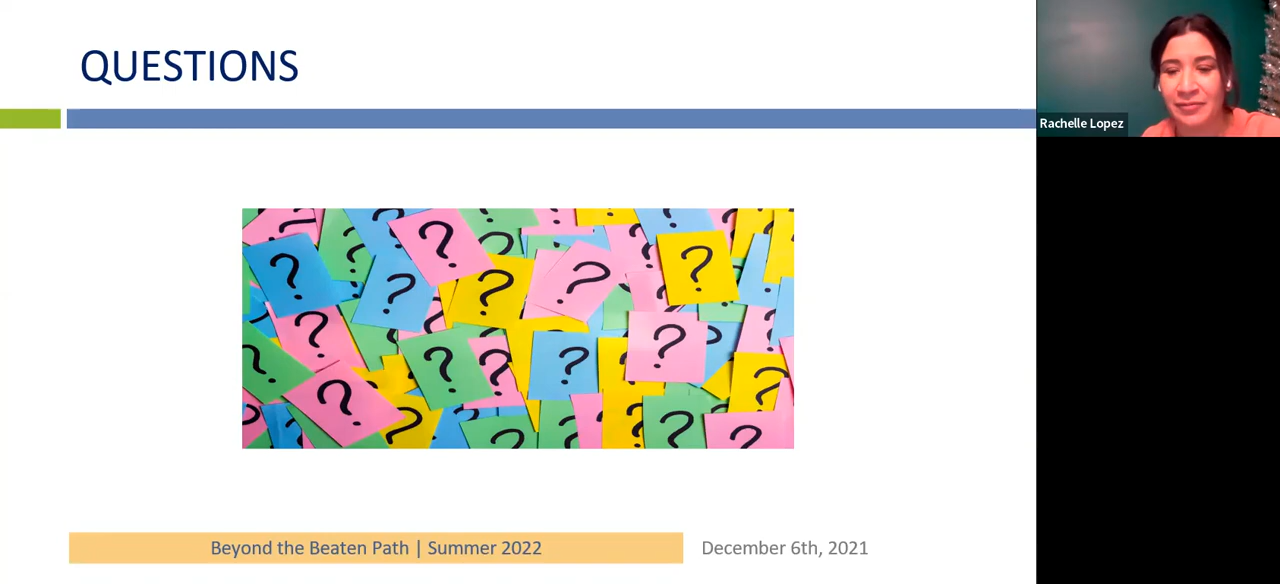 QUESTIONS
Rachelle Lopez
Beyond the Beaten Path | Summer 2022
December 6th, 2021